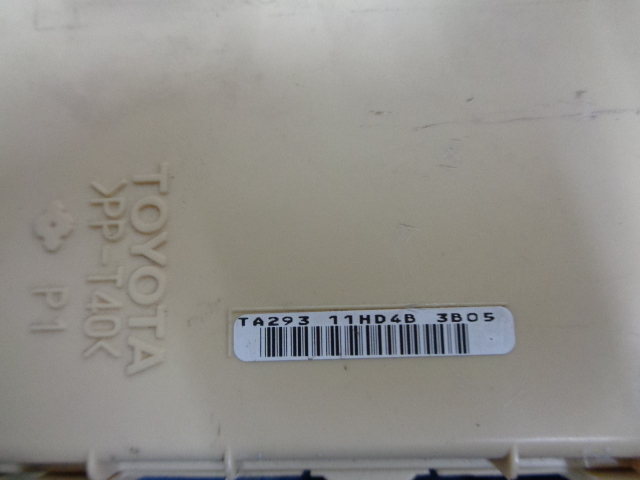 TOYOTA
>PP-T40<
P1
TA293 11HD4B 3B05